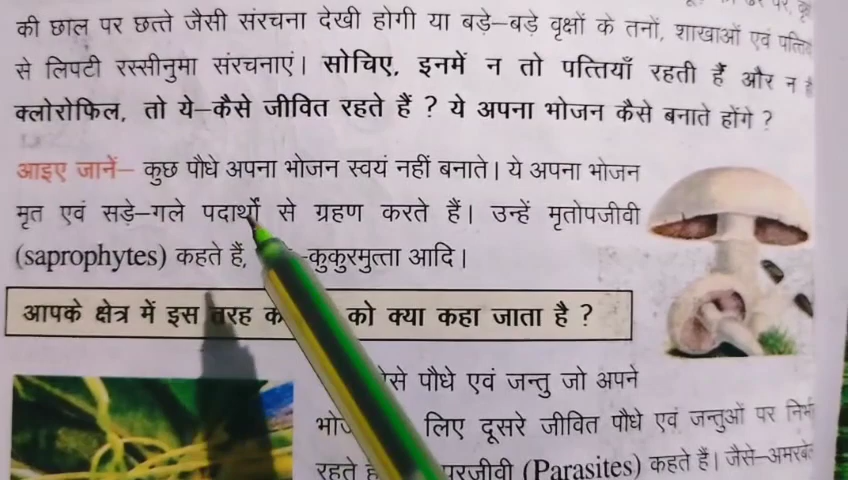 की छाल पर छत्ते जैसी संरचना देखी होगी या बड़े–बड़े वृक्षों के तनों, शाखाओं एवं
से लिपटी रस्सीनुमा संरचनाएं। सोचिए, इनमें न तो पत्तियाँ रहती हैं और न
क्लोरोफिल, तो ये–कैसे जीवित रहते हैं ? ये अपना भोजन कैसे बनाते होंगे ?
आइए जानें– कुछ पौधे अपना भोजन स्वयं नहीं बनाते। ये अपना भोजन
मृत एवं सड़े–गले पदार्थों से ग्रहण करते हैं। उन्हें मृतोपजीवी
(saprophytes) कहते हैं, -कुकुरमुत्ता आदि।
आपके क्षेत्र में इस तरह को क्या कहा जाता है ?
पौधे एवं जन्तु जो अपने
लिए दूसरे जीवित पौधे एवं जन्तुओं पर
रहते परजीवी (Parasites) कहते हैं। जैसे–